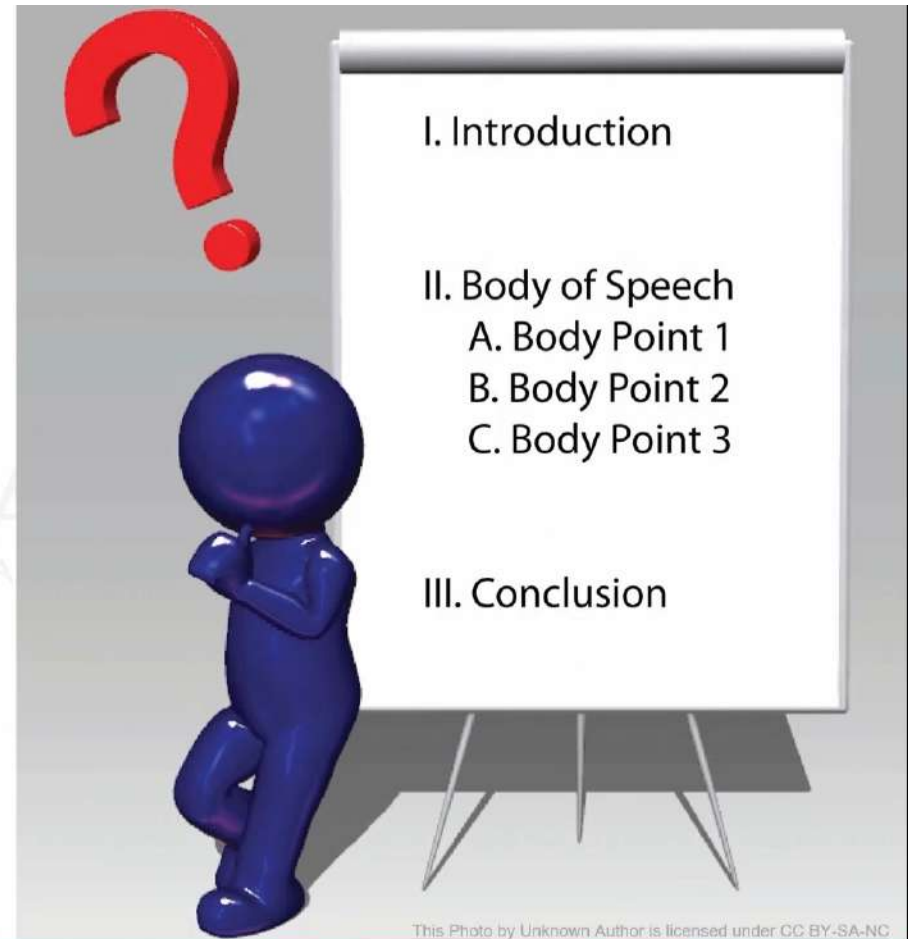 I. Introduction
II. Body of Speech
A. Body Point 1
B. Body Point 2
C. Body Point 3
III. Conclusion
This Photo by Unknown Author is licensed under CC BY-SA-NC